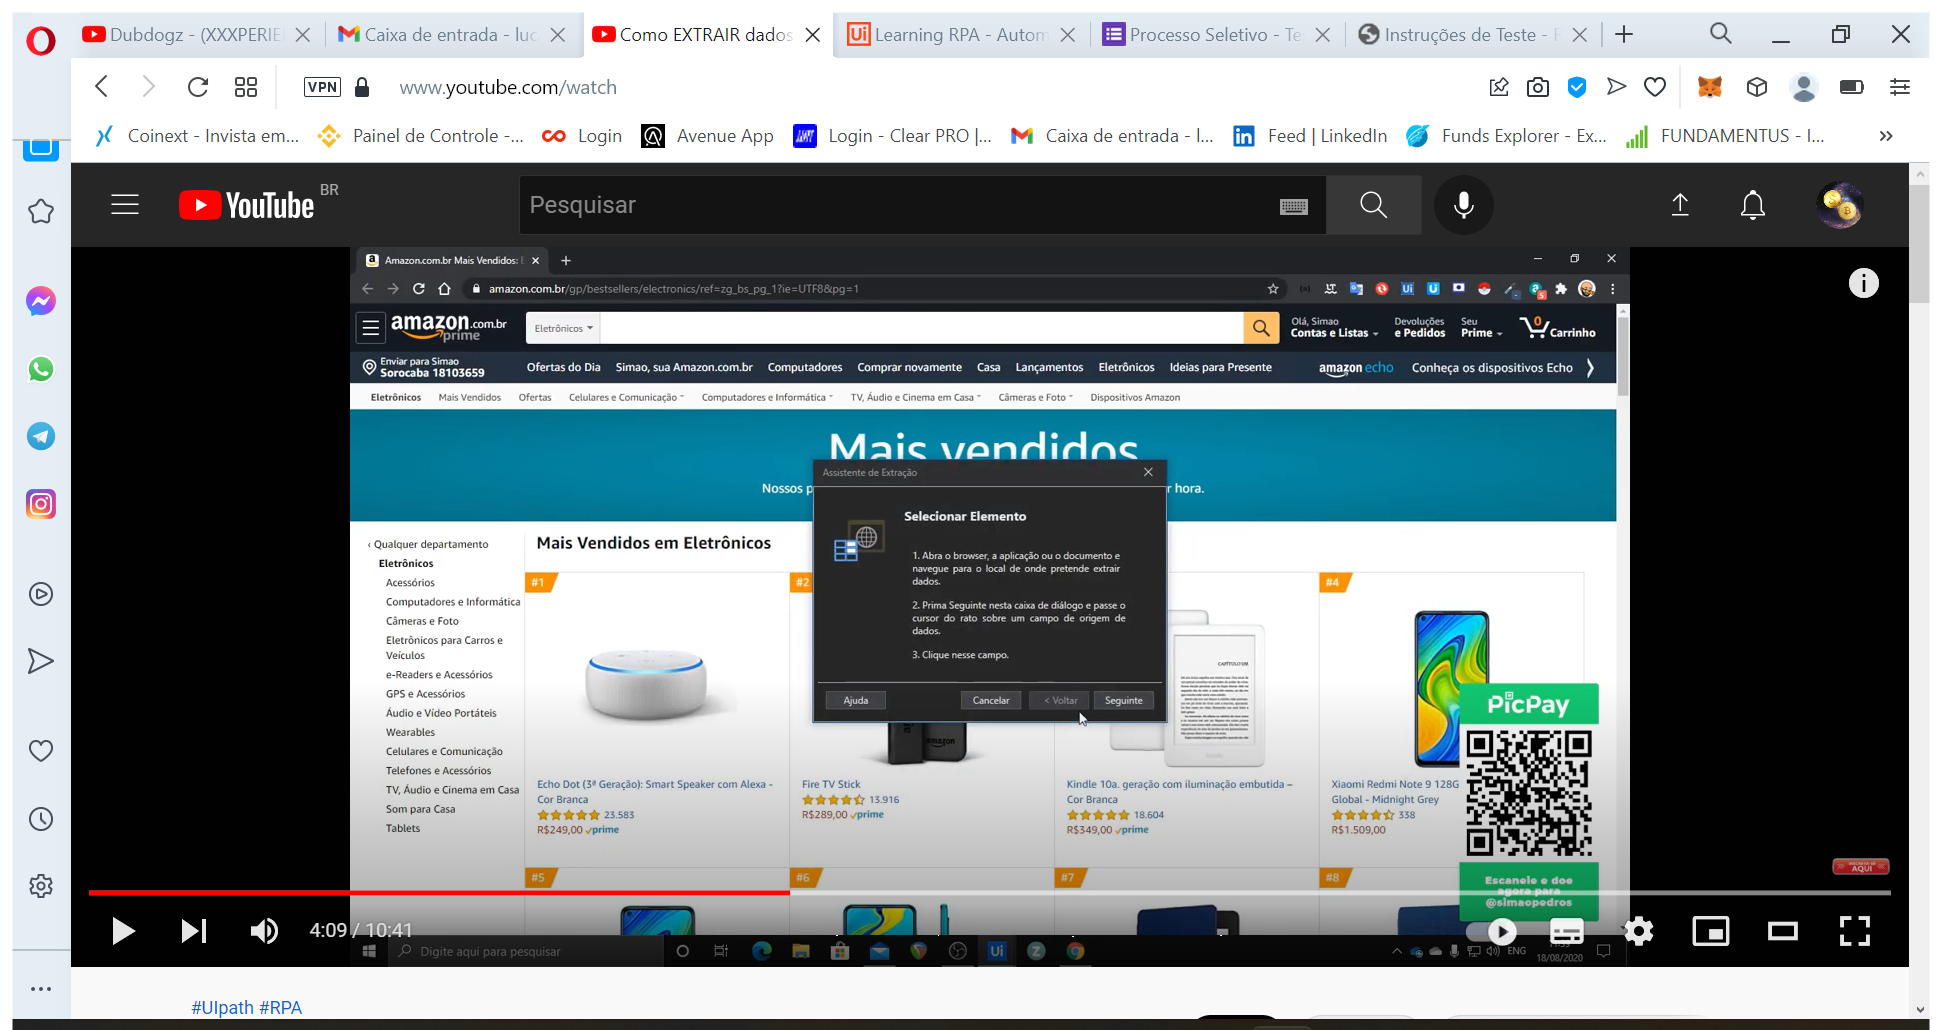 Dubdogz - (XXXPERIE
Caixa de entrada - luc
Como EXTRAIR dados
Learning RPA - Autom
Processo Seletivo - Te
Instruções de Teste -
VPN
www.youtube.com/watch
Coinext - Invista em...
Painel de Controle -...
Login
Avenue App
Login - Clear PRO |...
Caixa de entrada - l...
Feed | LinkedIn
Funds Explorer - Ex...
FUNDAMENTUS - I...
YouTube BR
Pesquisar
Amazon.com.br Mais Vendidos: E
amazon.com.br/gp/bestsellers/electronics/ref=zg_bs_pg_1?ie=UTF8&pg=1
amazon.com.br
prime
Eletrônicos
Olá, Simao
Contas e Listas
Devoluções
e Pedidos
Seu
Prime
0
Carrinho
Enviar para Simao
Sorocaba 18103659
Ofertas do Dia
Simao, sua Amazon.com.br
Computadores
Comprar novamente
Casa
Lançamentos
Eletrônicos
Ideias para Presente
amazon echo
Conheça os dispositivos Echo
Eletrônicos
Mais Vendidos
Ofertas
Celulares e Comunicação
Computadores e Informática
TV, Áudio e Cinema em Casa
Câmeras e Foto
Dispositivos Amazon
Mais vendidos
Nossos p
r hora.
Assistente de Extração
Selecionar Elemento
1. Abra o browser, a aplicação ou o documento e
navegue para o local de onde pretende extrair
dados.
2. Prima Seguinte nesta caixa de diálogo e passe o
cursor do rato sobre um campo de origem de
dados.
3. Clique nesse campo.
Ajuda
Cancelar
< Voltar
Seguinte
‹ Qualquer departamento
Eletrônicos
Acessórios
Computadores e Informática
Câmeras e Foto
Eletrônicos para Carros e
Veículos
e-Readers e Acessórios
GPS e Acessórios
Áudio e Vídeo Portáteis
Wearables
Celulares e Comunicação
Telefones e Acessórios
TV, Áudio e Cinema em Casa
Som para Casa
Tablets
Mais Vendidos em Eletrônicos
#1
#2
#4
CAPÍTULO UM
amazon
Echo Dot (3ª Geração): Smart Speaker com Alexa -
Cor Branca
23.583
R$249,00 prime
Fire TV Stick
13.916
R$289,00 prime
Kindle 10a. geração com iluminação embutida –
Cor Branca
18.604
R$349,00 prime
Xiaomi Redmi Note 9 128G
Global - Midnight Grey
338
R$1.509,00
#5
#6
#7
#8
PicPay
Escaneie e doe
agora para
@simaopedros
AQUI
4:09 / 10:41
Digite aqui para pesquisar
ENG
18/08/2020
#UIpath #RPA